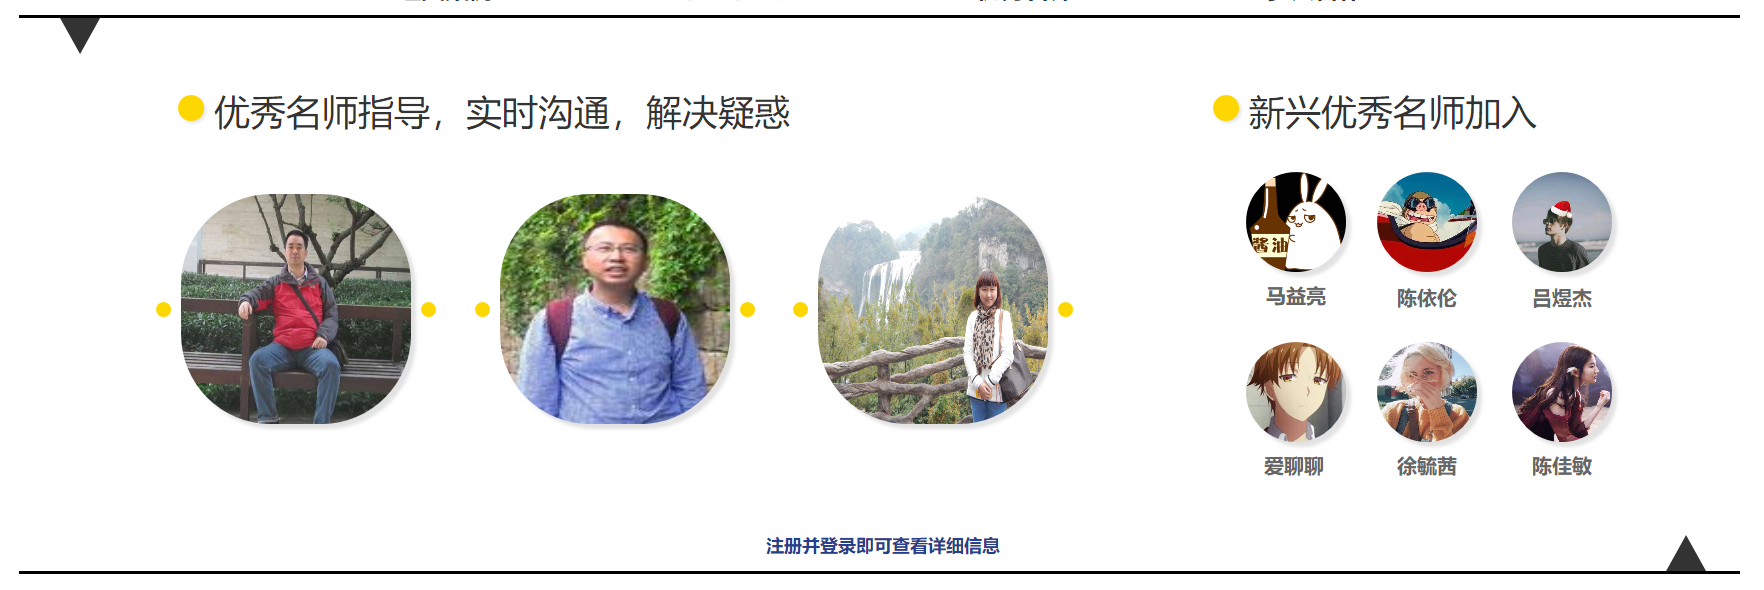 优秀名师指导，实时沟通，解决疑惑
新兴优秀名师加入
酱油
马益亮
陈依伦
吕煜杰
爱聊聊
徐毓茜
陈佳敏
注册并登录即可查看详细信息